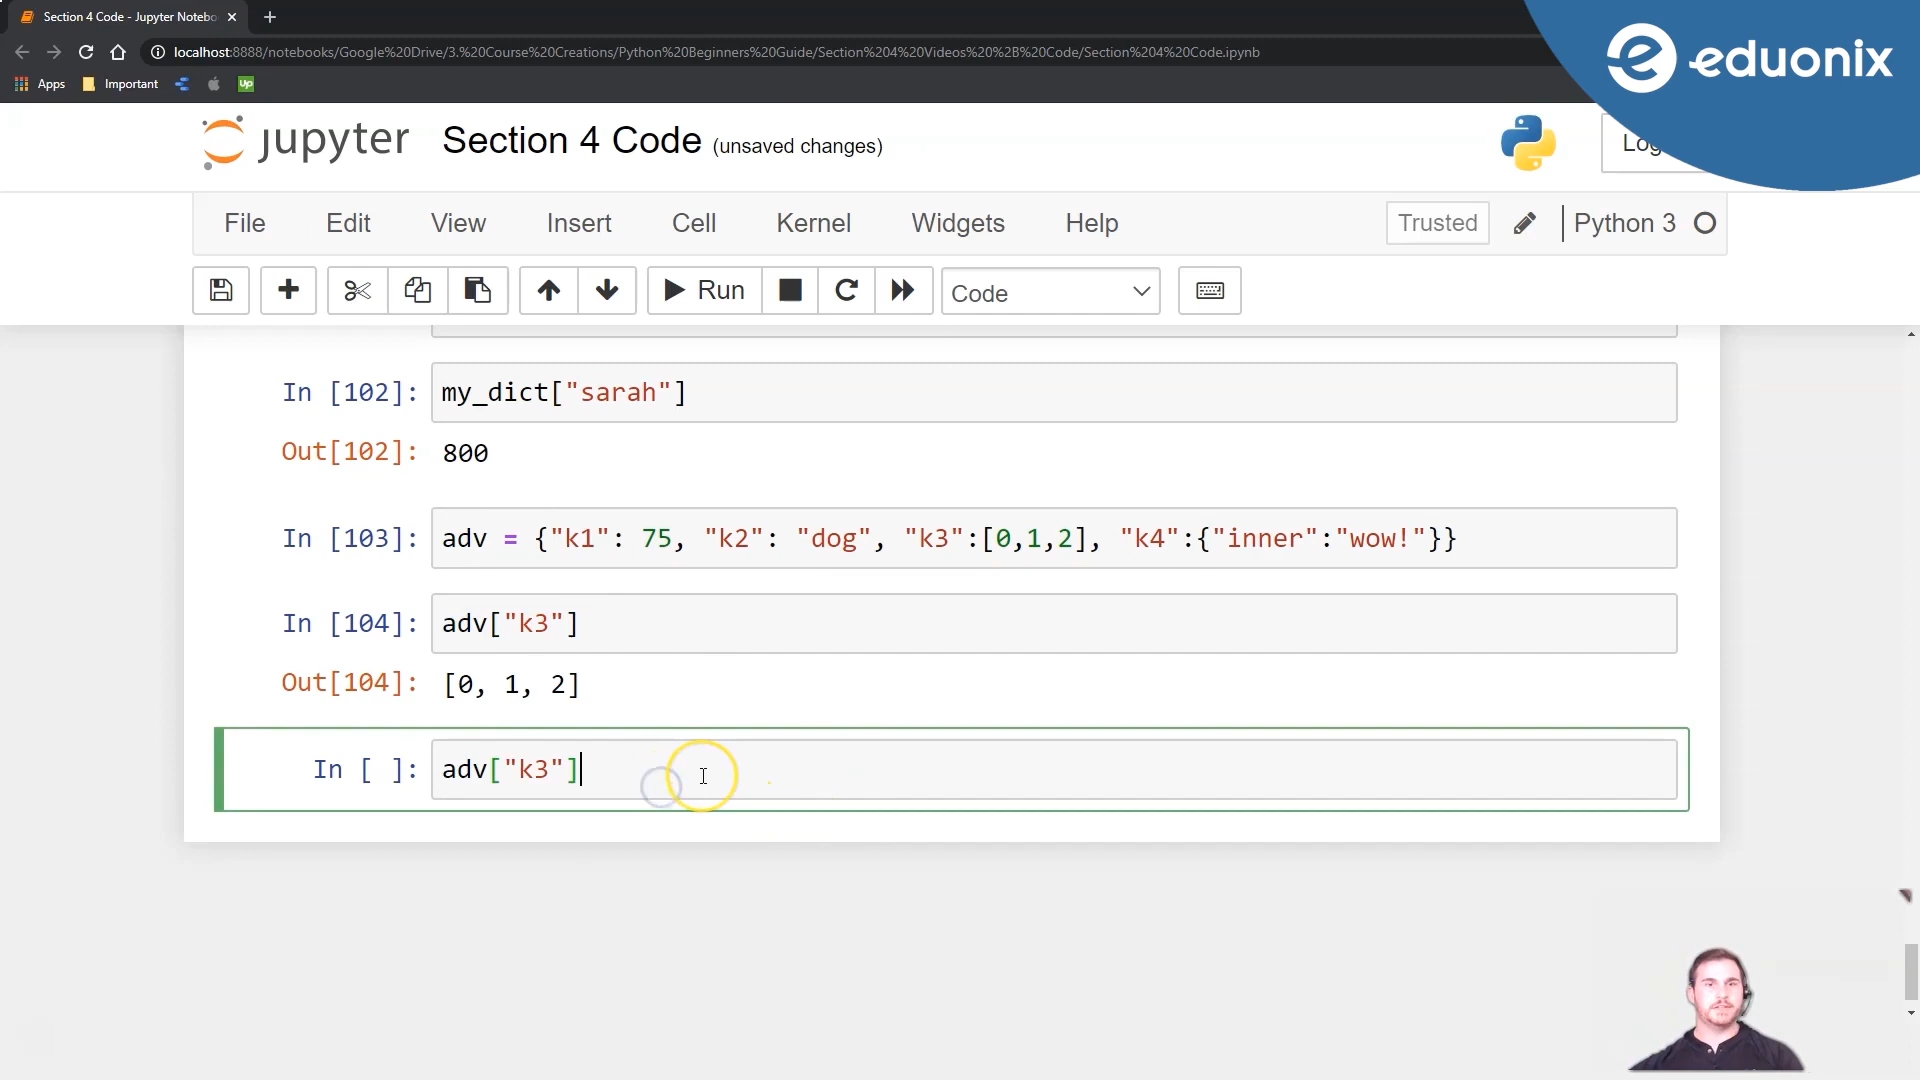 Section 4 Code - Jupyter Notebo
localhost:8888/notebooks/Google%20Drive/3.%20Course%20Creations/Python%20Beginners%20Guide/Section%204%20Videos%20%2B%20Code/Section%204%20Code.ipynb
Apps Important up
eduonix
jupyter Section 4 Code (unsaved changes)
File Edit View Insert Cell Kernel Widgets Help Trusted Python 3
Run Code
In [102]: my_dict["sarah"]
Out[102]: 800
In [103]: adv = {"k1": 75, "k2": "dog", "k3":[0,1,2], "k4":{"inner":"wow!"}}
In [104]: adv["k3"]
Out[104]: [0, 1, 2]
In [ ]: adv["k3"]